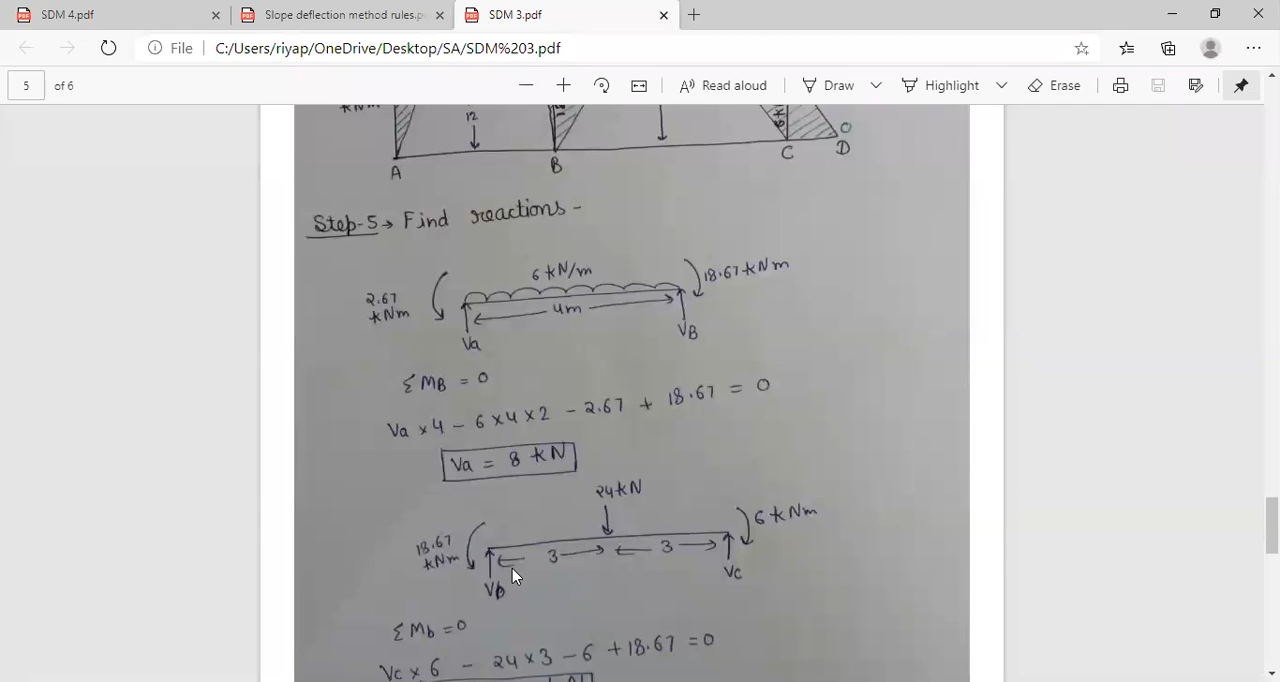 SDM 4.pdf
Slope deflection method rules.p
SDM 3.pdf
File
C:/Users/riyap/OneDrive/Desktop/SA/SDM%203.pdf
5 of 6
Read aloud
Draw
Highlight
Erase
kNm
12
6k
O
A
B
C
D
Step-5 → Find reactions -
6 kN/m
2.67
kNm
18.67 kNm
4m
Va
VB
Σ MB = 0
Va × 4 - 6 × 4 × 2 - 2.67 + 18.67 = 0
Va = 8 kN
24 kN
18.67
kNm
6 kNm
3
3
Vb
Vc
Σ Mb = 0
Vc × 6 - 24 × 3 - 6 + 18.67 = 0